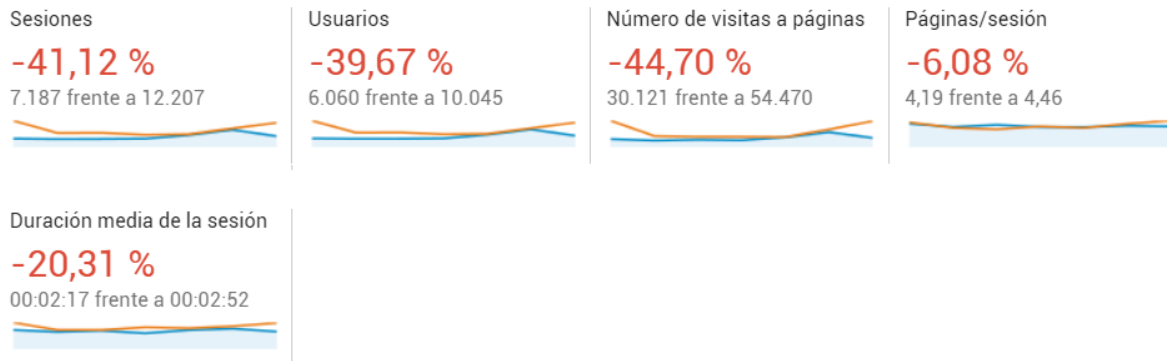 Sesiones
-41,12 %
7.187 frente a 12.207
Usuarios
-39,67 %
6.060 frente a 10.045
Número de visitas a páginas
-44,70 %
30.121 frente a 54.470
Páginas/sesión
-6,08 %
4,19 frente a 4,46
Duración media de la sesión
-20,31 %
00:02:17 frente a 00:02:52